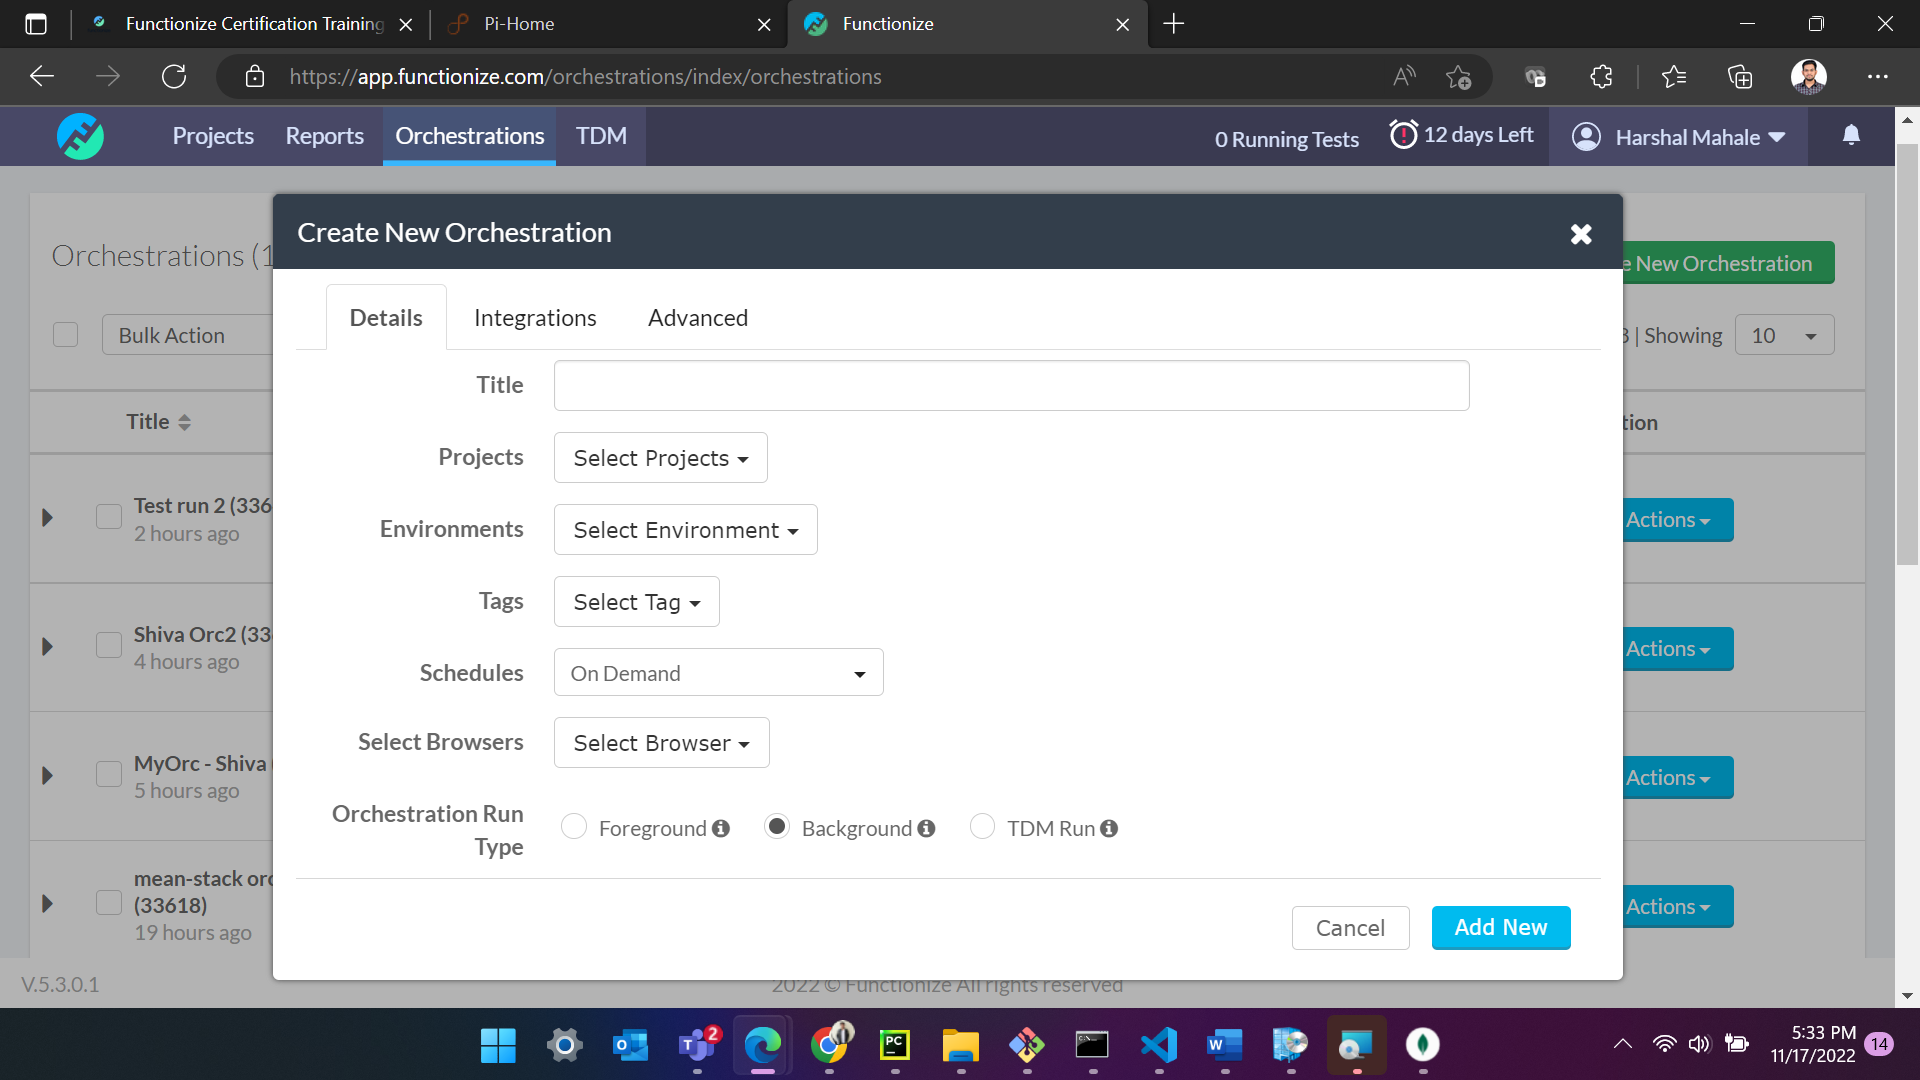 Functionize Certification Training
Pi-Home
Functionize
https://app.functionize.com/orchestrations/index/orchestrations
Projects
Reports
Orchestrations
TDM
0 Running Tests
12 days Left
Harshal Mahale
Orchestrations (1
Create New Orchestration
e New Orchestration
Details
Integrations
Advanced
Bulk Action
| Showing
10
Title
Projects
Select Projects
Environments
Select Environment
Tags
Select Tag
Schedules
On Demand
Select Browsers
Select Browser
Orchestration Run
Type
Foreground
Background
TDM Run
Cancel
Add New
Title
tion
Test run 2 (336
2 hours ago
Actions
Shiva Orc2 (33
4 hours ago
Actions
MyOrc - Shiva
5 hours ago
Actions
mean-stack orc
(33618)
19 hours ago
Actions
V.5.3.0.1
2022 © Functionize All rights reserved
2
PC
5:33 PM
11/17/2022
14